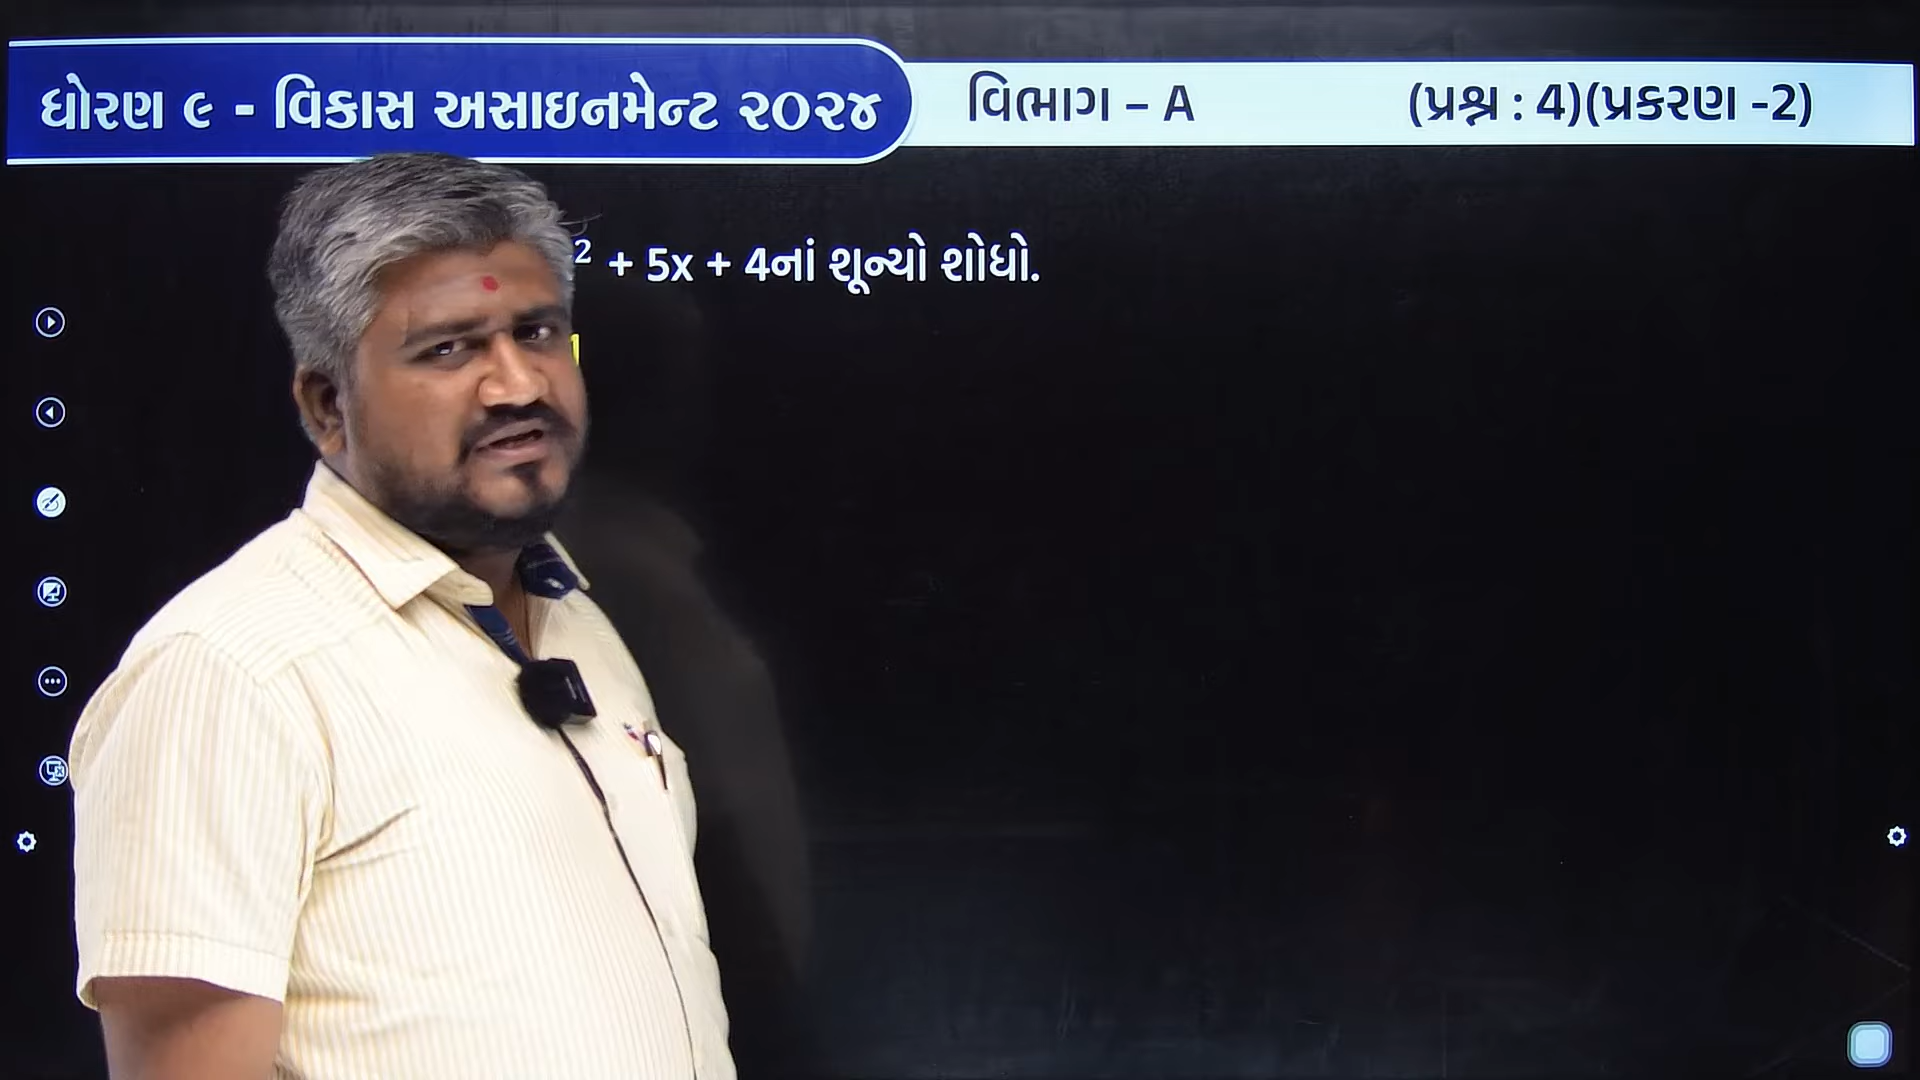 ધોરણ ૯ - વિકાસ અસાઇનમેન્ટ ૨૦૨૪
વિભાગ – A
(પ્રશ્ન : 4)(પ્રકરણ -2)
² + 5x + 4નાં શૂન્યો શોધો.